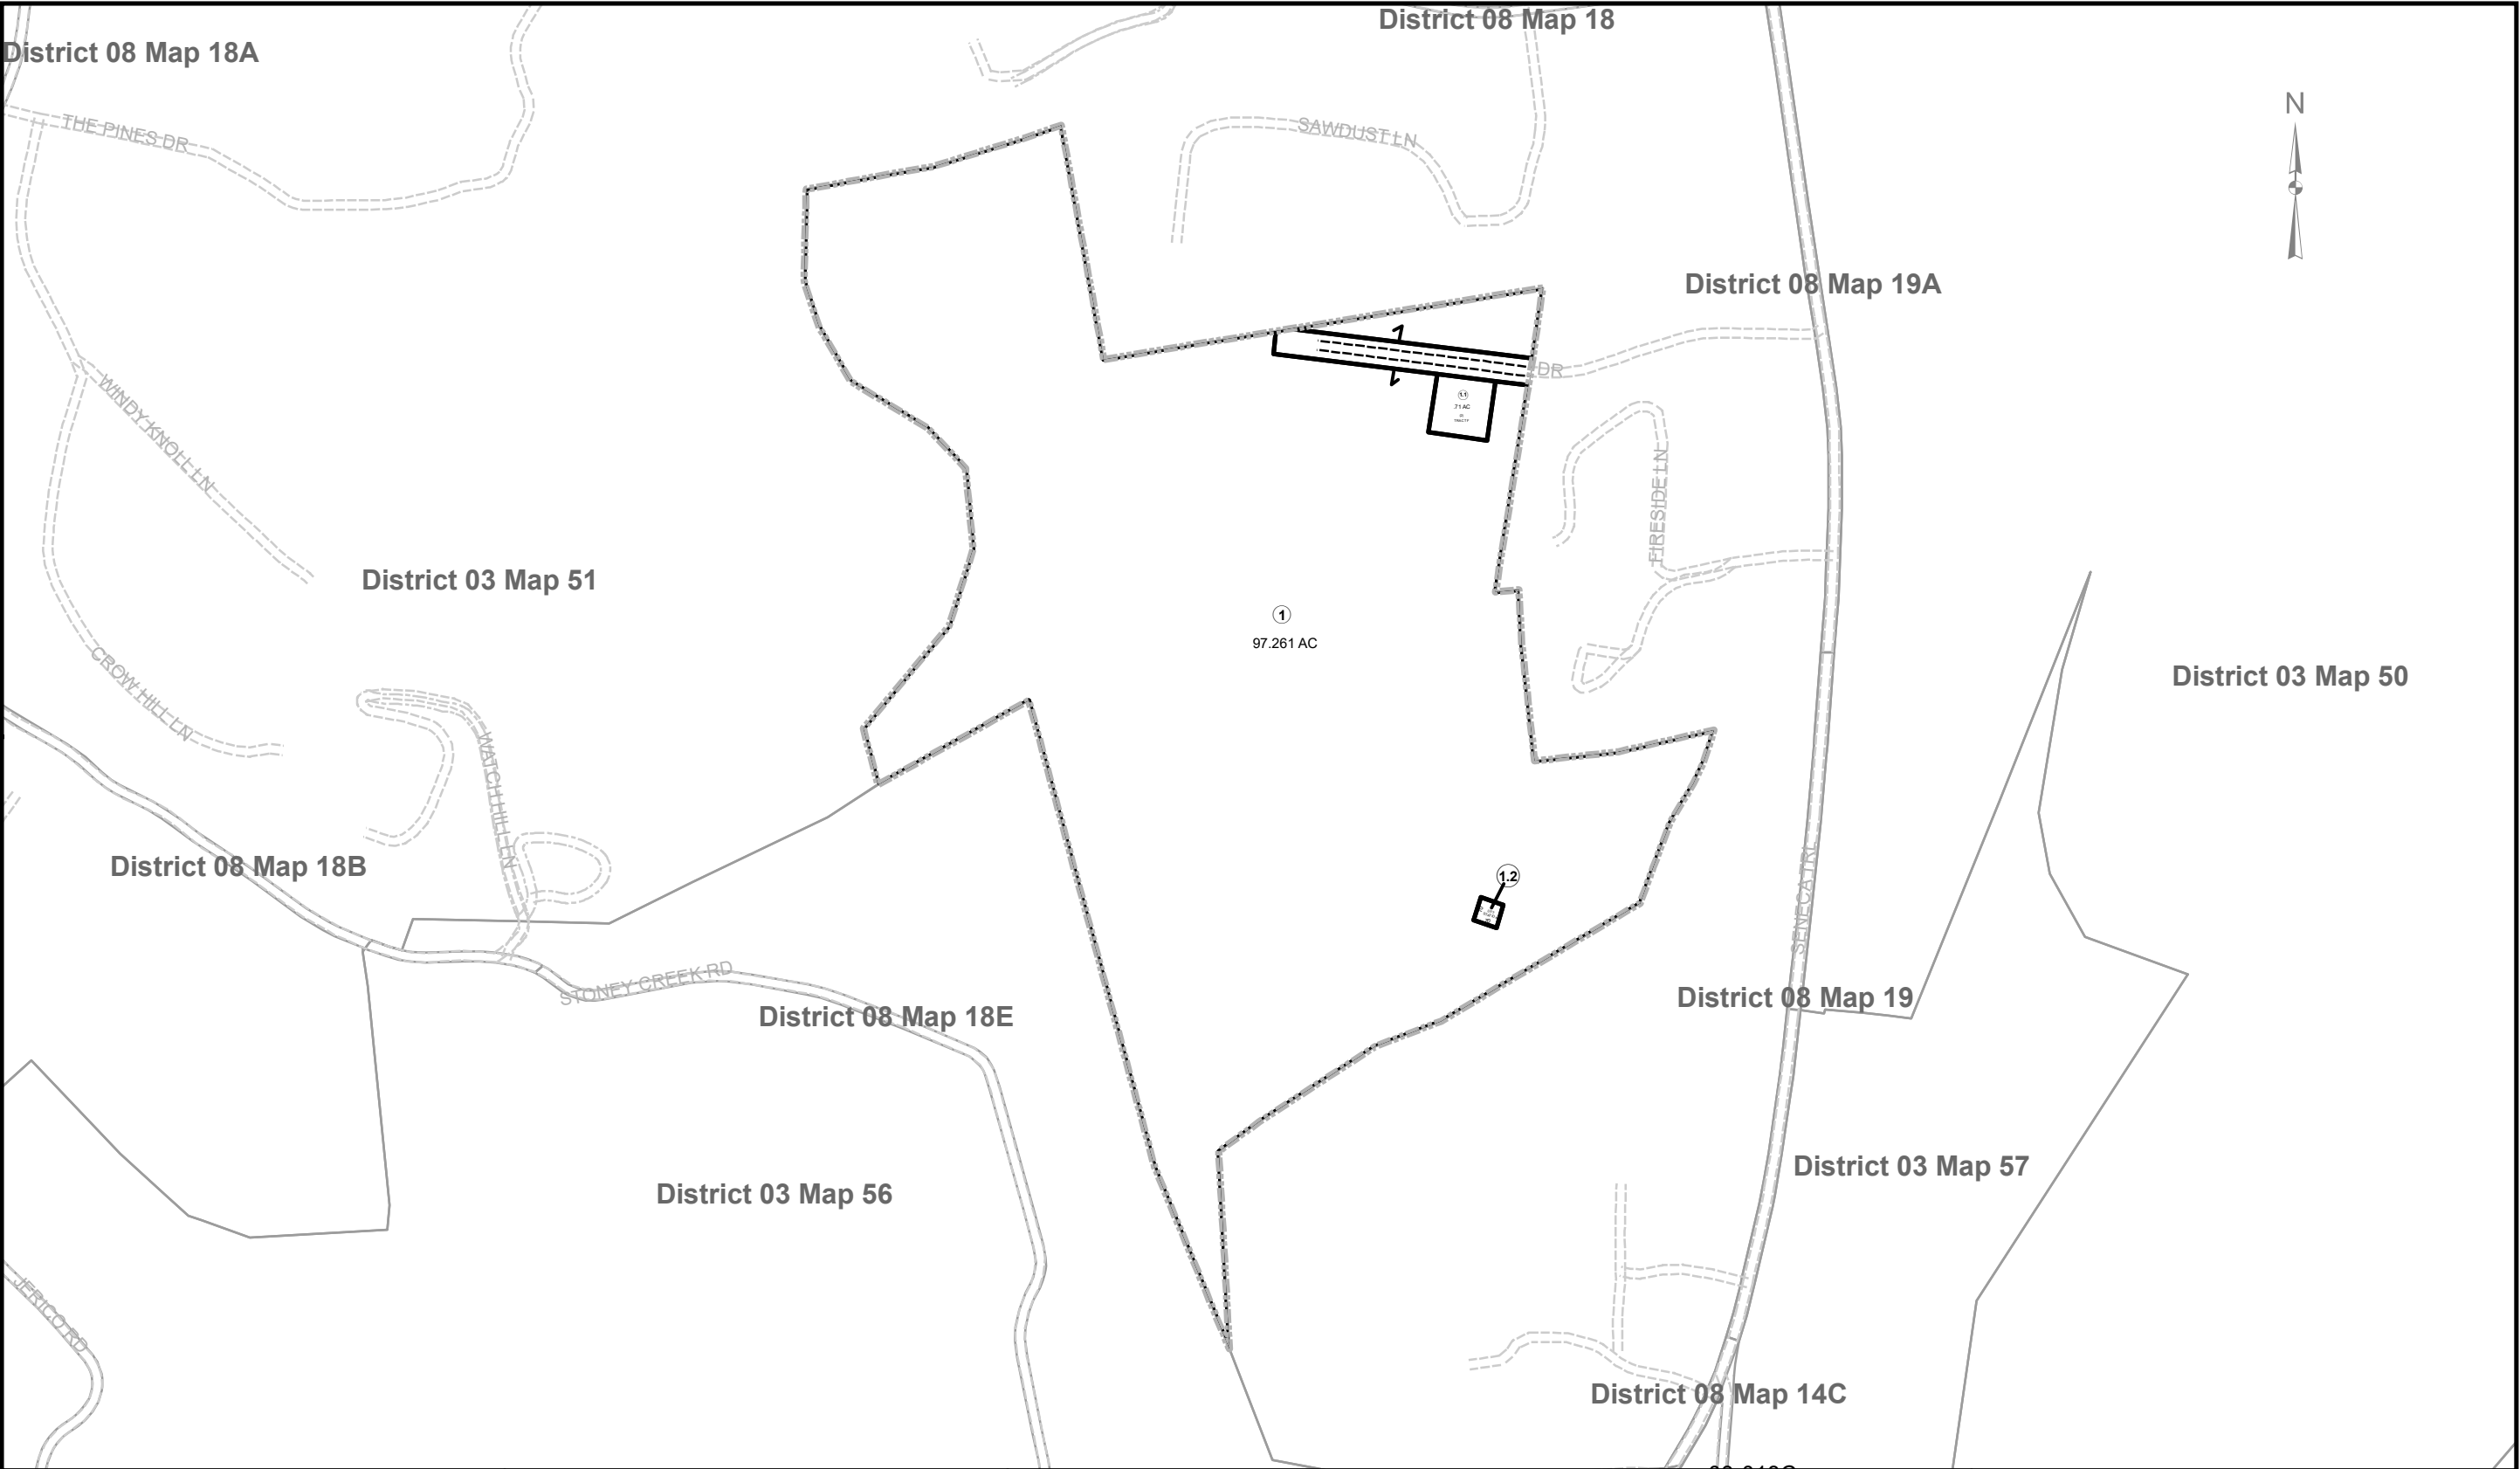 District 08 Map 18
District 08 Map 18A
N
THE PINES DR
SAWDUST LN
District 08 Map 19A
DR
1.1
.71 AC
WINDY KNOLL LN
FIRESIDE LN
District 03 Map 51
1
97.261 AC
District 03 Map 50
CROW HILL LN
WATCH HILL LN
District 08 Map 18B
1.2
SENECA TRL
STONEY CREEK RD
District 08 Map 19
District 08 Map 18E
District 03 Map 57
District 03 Map 56
JERICO RD
District 08 Map 14C